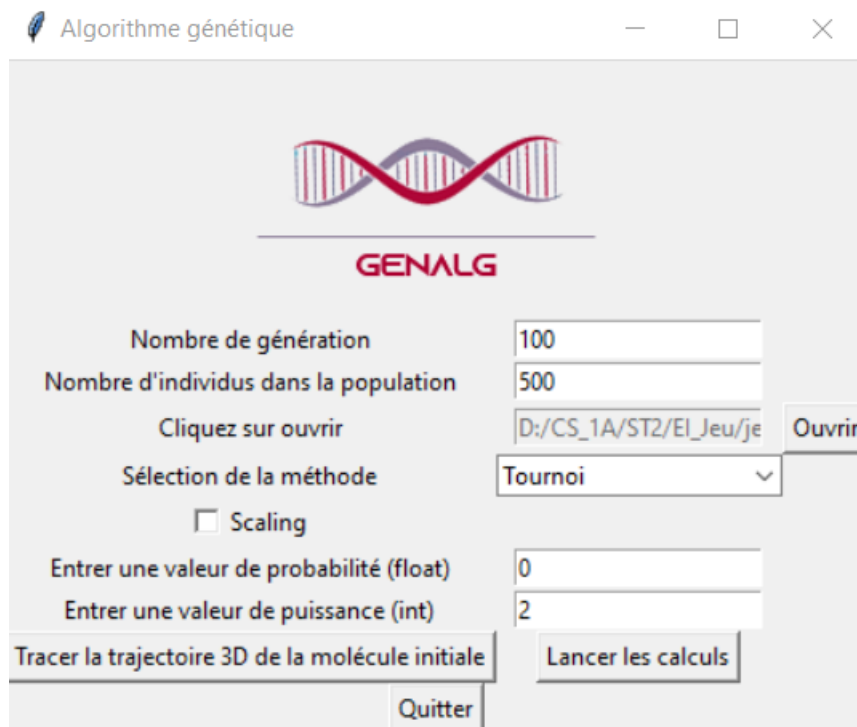 Algorithme génétique
GENALG
Nombre de génération 100
Nombre d'individus dans la population 500
Cliquez sur ouvrir D:/CS_1A/ST2/EI_Jeu/je Ouvrir
Sélection de la méthode Tournoi
Scaling
Entrer une valeur de probabilité (float) 0
Entrer une valeur de puissance (int) 2
Tracer la trajectoire 3D de la molécule initiale Lancer les calculs
Quitter